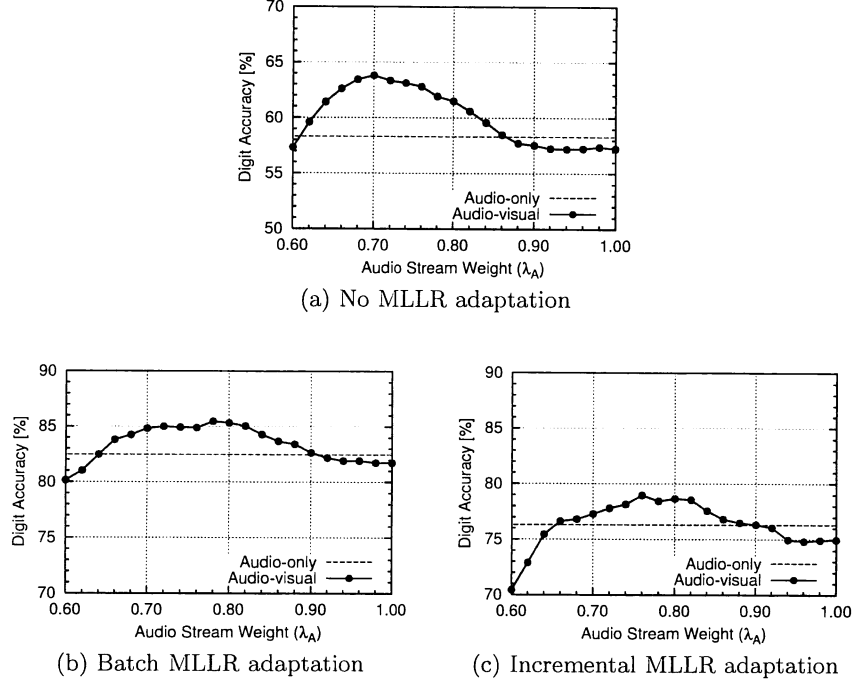 70
65
60
55
50
Digit Accuracy [%]
Audio-only
Audio-visual
0.60 0.70 0.80 0.90 1.00
Audio Stream Weight (λA)
(a) No MLLR adaptation
90
85
80
75
70
Digit Accuracy [%]
Audio-only
Audio-visual
0.60 0.70 0.80 0.90 1.00
Audio Stream Weight (λA)
(b) Batch MLLR adaptation
90
85
80
75
70
Digit Accuracy [%]
Audio-only
Audio-visual
0.60 0.70 0.80 0.90 1.00
Audio Stream Weight (λA)
(c) Incremental MLLR adaptation